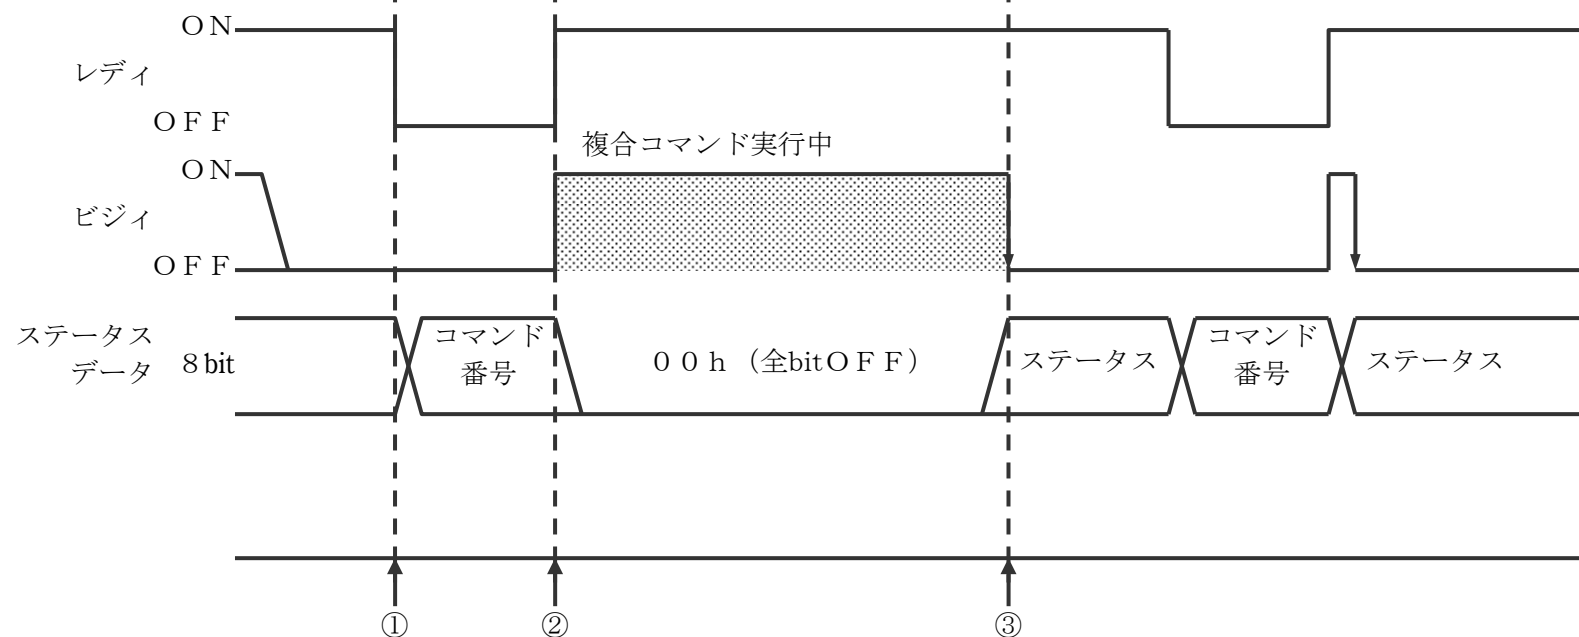 ＯＮ
レディ
ＯＦＦ
複合コマンド実行中
ＯＮ
ビジィ
ＯＦＦ
ステータス
データ
８bit
コマンド
番号
００ｈ（全bitＯＦＦ）
ステータス
コマンド
番号
ステータス
①
②
③